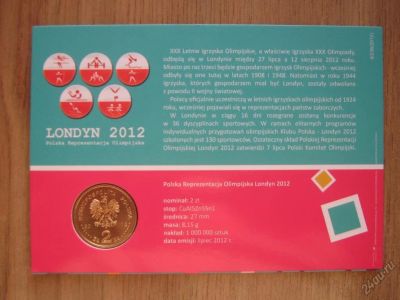 XXX Letnie Igrzyska Olimpijskie, a właściwie Igrzyska XXX Olimpiady,
odbędą się w Londynie między 27 lipca a 12 sierpnia 2012 roku.
Miasto po raz trzeci będzie gospodarzem Igrzysk Olimpijskich - wcześniej
odbyły się one tutaj w latach 1908 i 1948. Natomiast w roku 1944
igrzyska, których gospodarzem miał być Londyn, zostały odwołane
z powodu II wojny światowej.
Polacy oficjalnie uczestniczą w letnich igrzyskach olimpijskich od 1924
roku, wcześniej pojawiali się w reprezentacjach państw zaborczych.
W Londynie w ciągu 16 dni rozegrane zostaną konkurencje
w 36 dyscyplinach sportowych. W ramach elitarnych programów
indywidualnych przygotowań olimpijskich Klubu Polska - Londyn 2012
szkolonych jest 130 sportowców. Ostateczny skład Polskiej Reprezentacji
Olimpijskiej Londyn 2012 zatwierdzi 7 lipca Polski Komitet Olimpijski.
LONDYN 2012
Polska Reprezentacja Olimpijska
Polska Reprezentacja Olimpijska Londyn 2012
nominał: 2 zł
stop: CuAl5Zn5Sn1
średnica: 27 mm
masa: 8,15 g
nakład: 1 000 000 sztuk
data emisji: lipiec 2012 r.
2
24au.ru